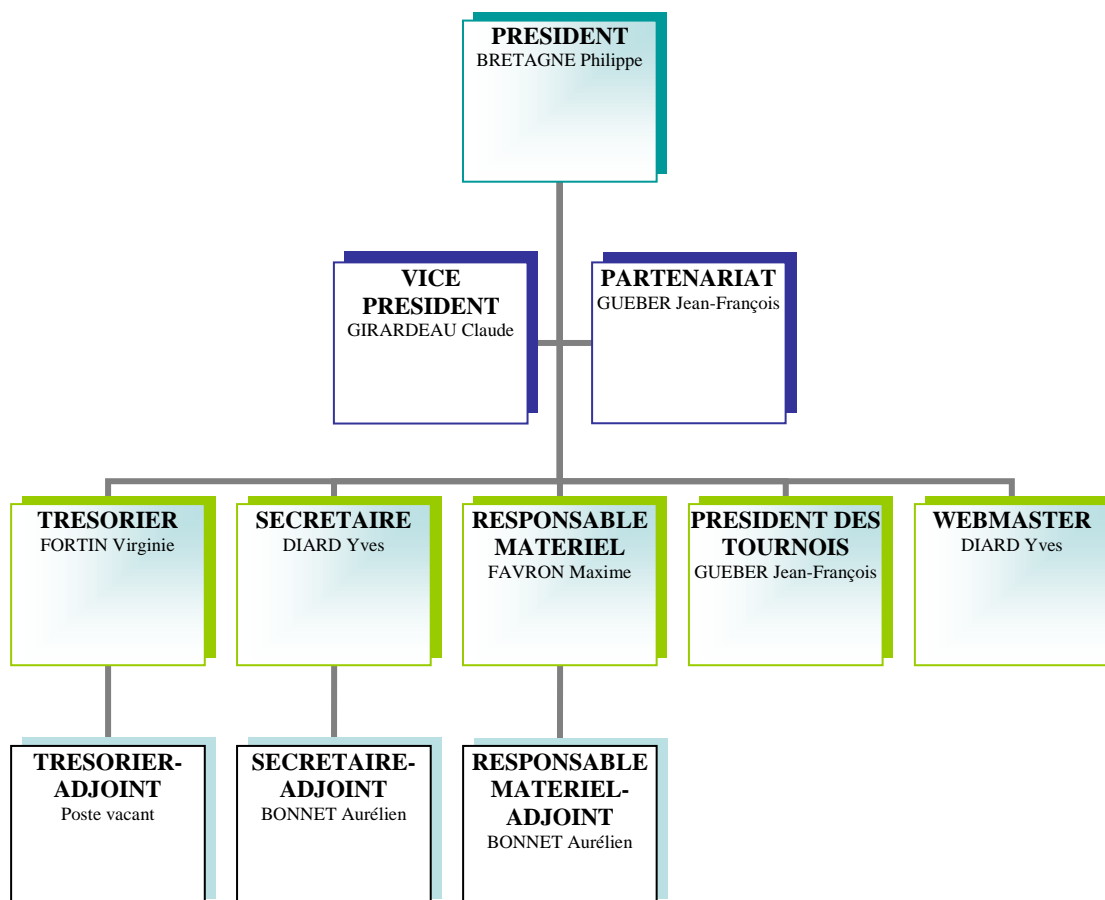 PRESIDENT
BRETAGNE Philippe
VICE
PRESIDENT
GIRARDEAU Claude
PARTENARIAT
GUEBER Jean-François
TRESORIER
FORTIN Virginie
SECRETAIRE
DIARD Yves
RESPONSABLE
MATERIEL
FAVRON Maxime
PRESIDENT DES
TOURNOIS
GUEBER Jean-François
WEBMASTER
DIARD Yves
TRESORIER-
ADJOINT
Poste vacant
SECRETAIRE-
ADJOINT
BONNET Aurélien
RESPONSABLE
MATERIEL-
ADJOINT
BONNET Aurélien